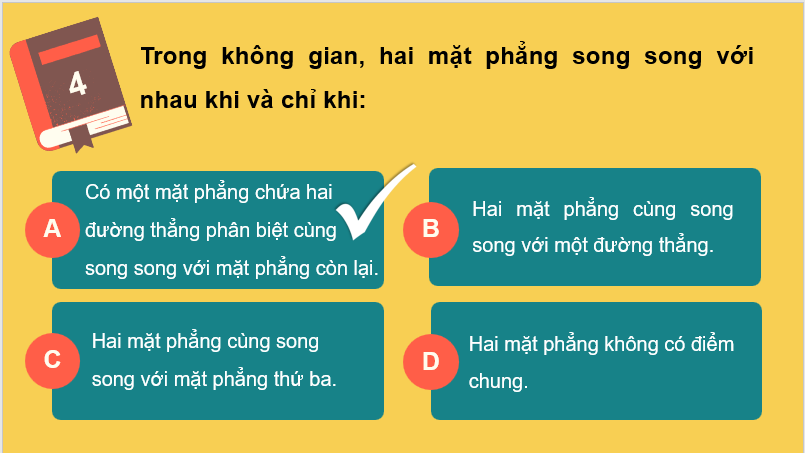 4
Trong không gian, hai mặt phẳng song song với
nhau khi và chỉ khi:
A
Có một mặt phẳng chứa hai
đường thẳng phân biệt cùng
song song với mặt phẳng còn lại.
B
Hai mặt phẳng cùng song
song với một đường thẳng.
C
Hai mặt phẳng cùng song
song với mặt phẳng thứ ba.
D
Hai mặt phẳng không có điểm
chung.